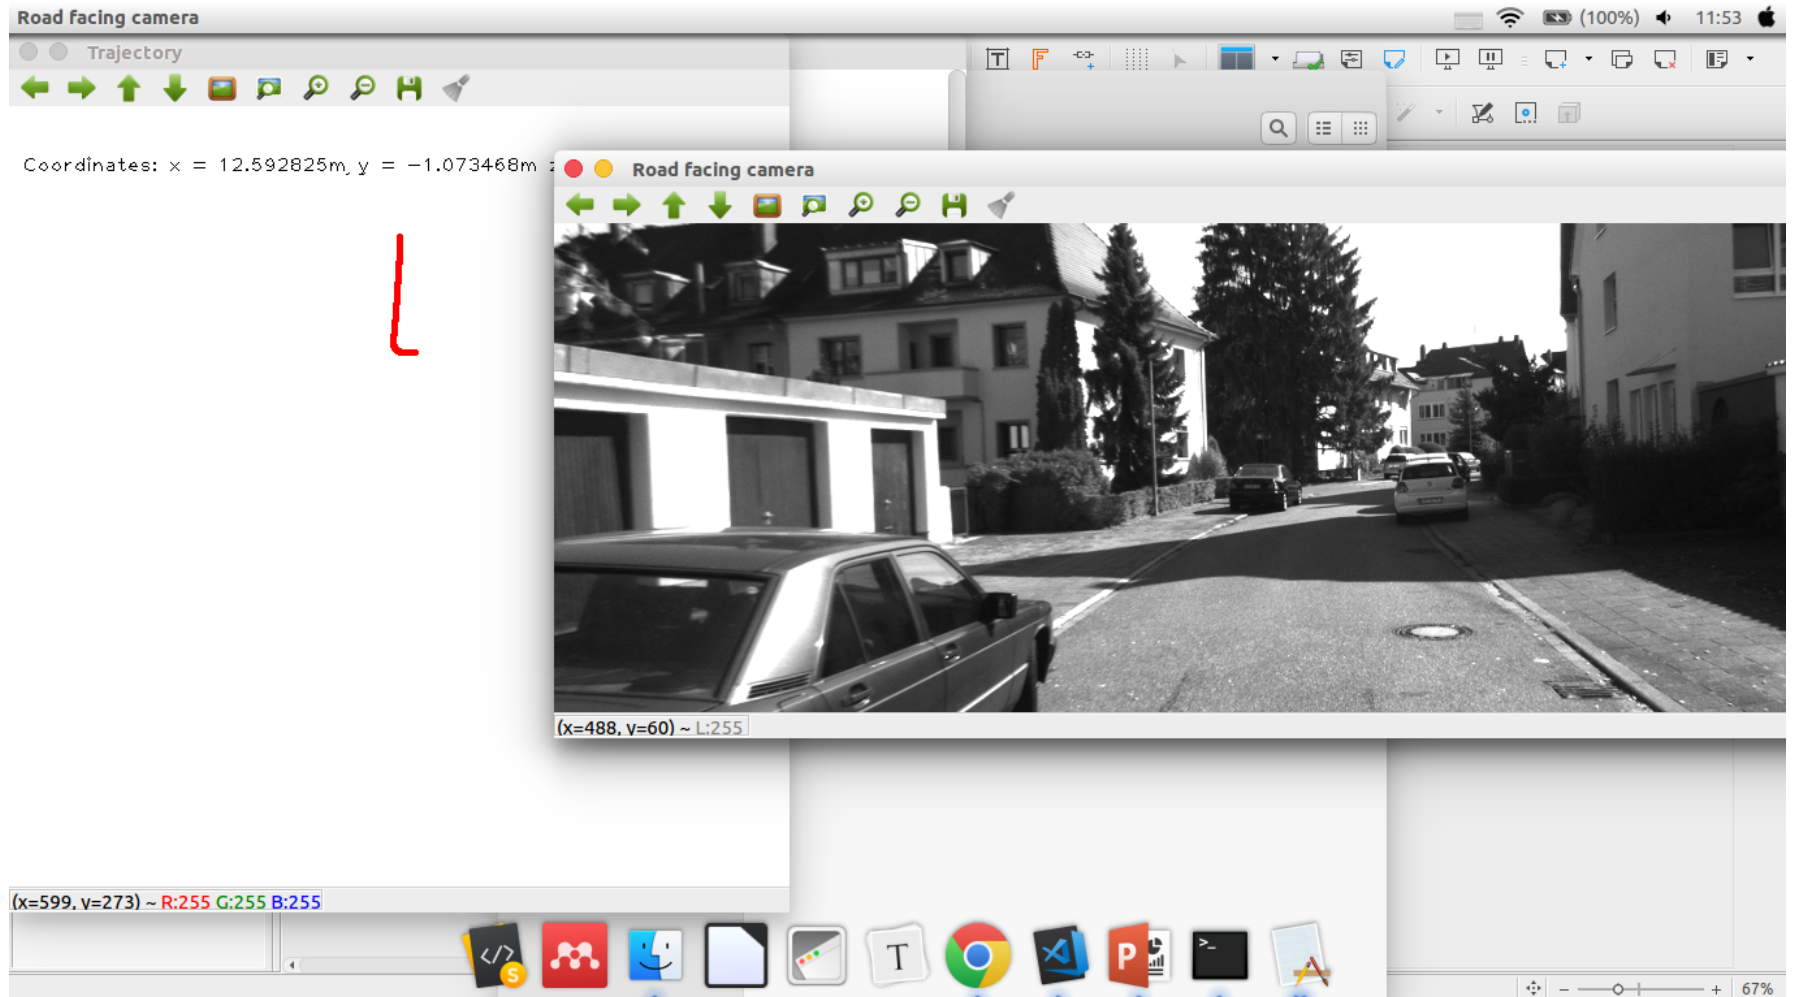 Road facing camera
(100%) 11:53
Trajectory
Coordinates: x = 12.592825m, y = -1.073468m z
Road facing camera
(x=488, y=60) ~ L:255
(x=599, y=273) ~ R:255 G:255 B:255
</> S
T
P
>_
67%